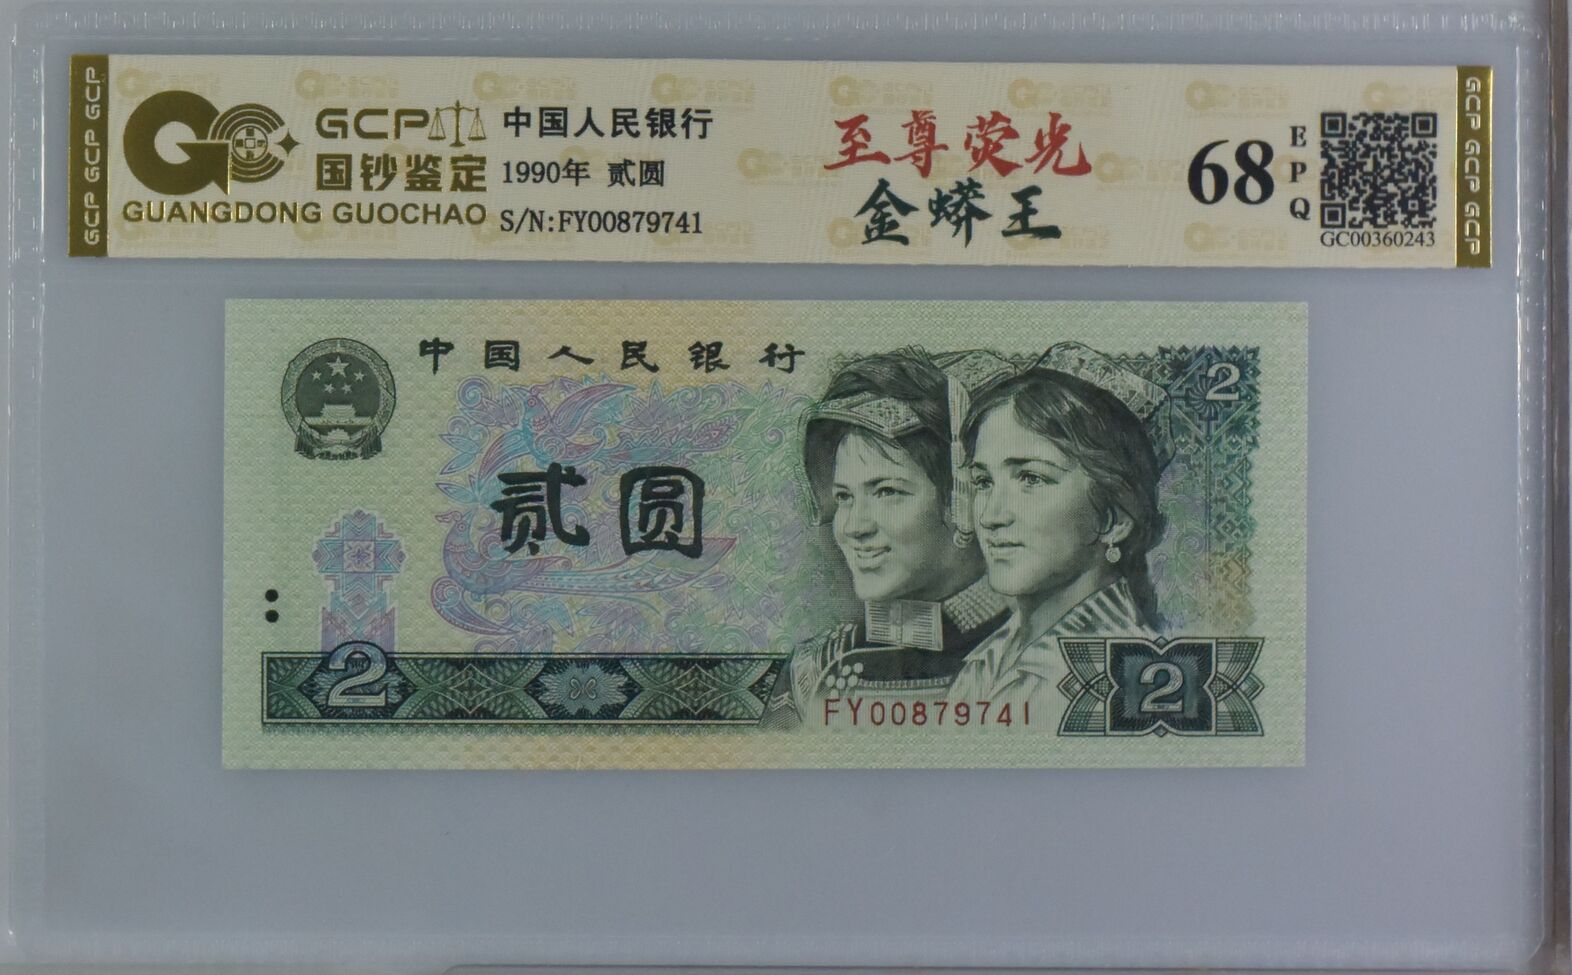 GCP GCP GCP
GCP
国钞鉴定
GUANGDONG GUOCHAO
中国人民银行
1990年 贰圆
S/N:FY00879741
至尊荧光
金蟒王
68
EPQ
GC00360243
GCP GCP GCP
中国人民银行
2
贰圆
2
2
FY00879741